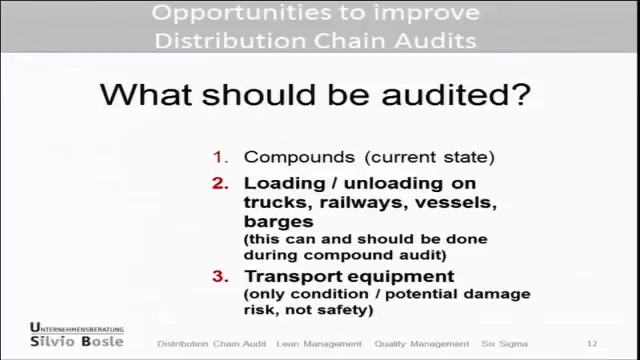 Opportunities to improve
Distribution Chain Audits
What should be audited?
1. Compounds (current state)
2. Loading / unloading on
trucks, railways, vessels,
barges
(this can and should be done
during compound audit)
3. Transport equipment
(only condition / potential damage
risk, not safety)
UNTERNEHMENSBERATUNG
Silvio Bosle
Distribution Chain Audit Lean Management Quality Management Six Sigma 12